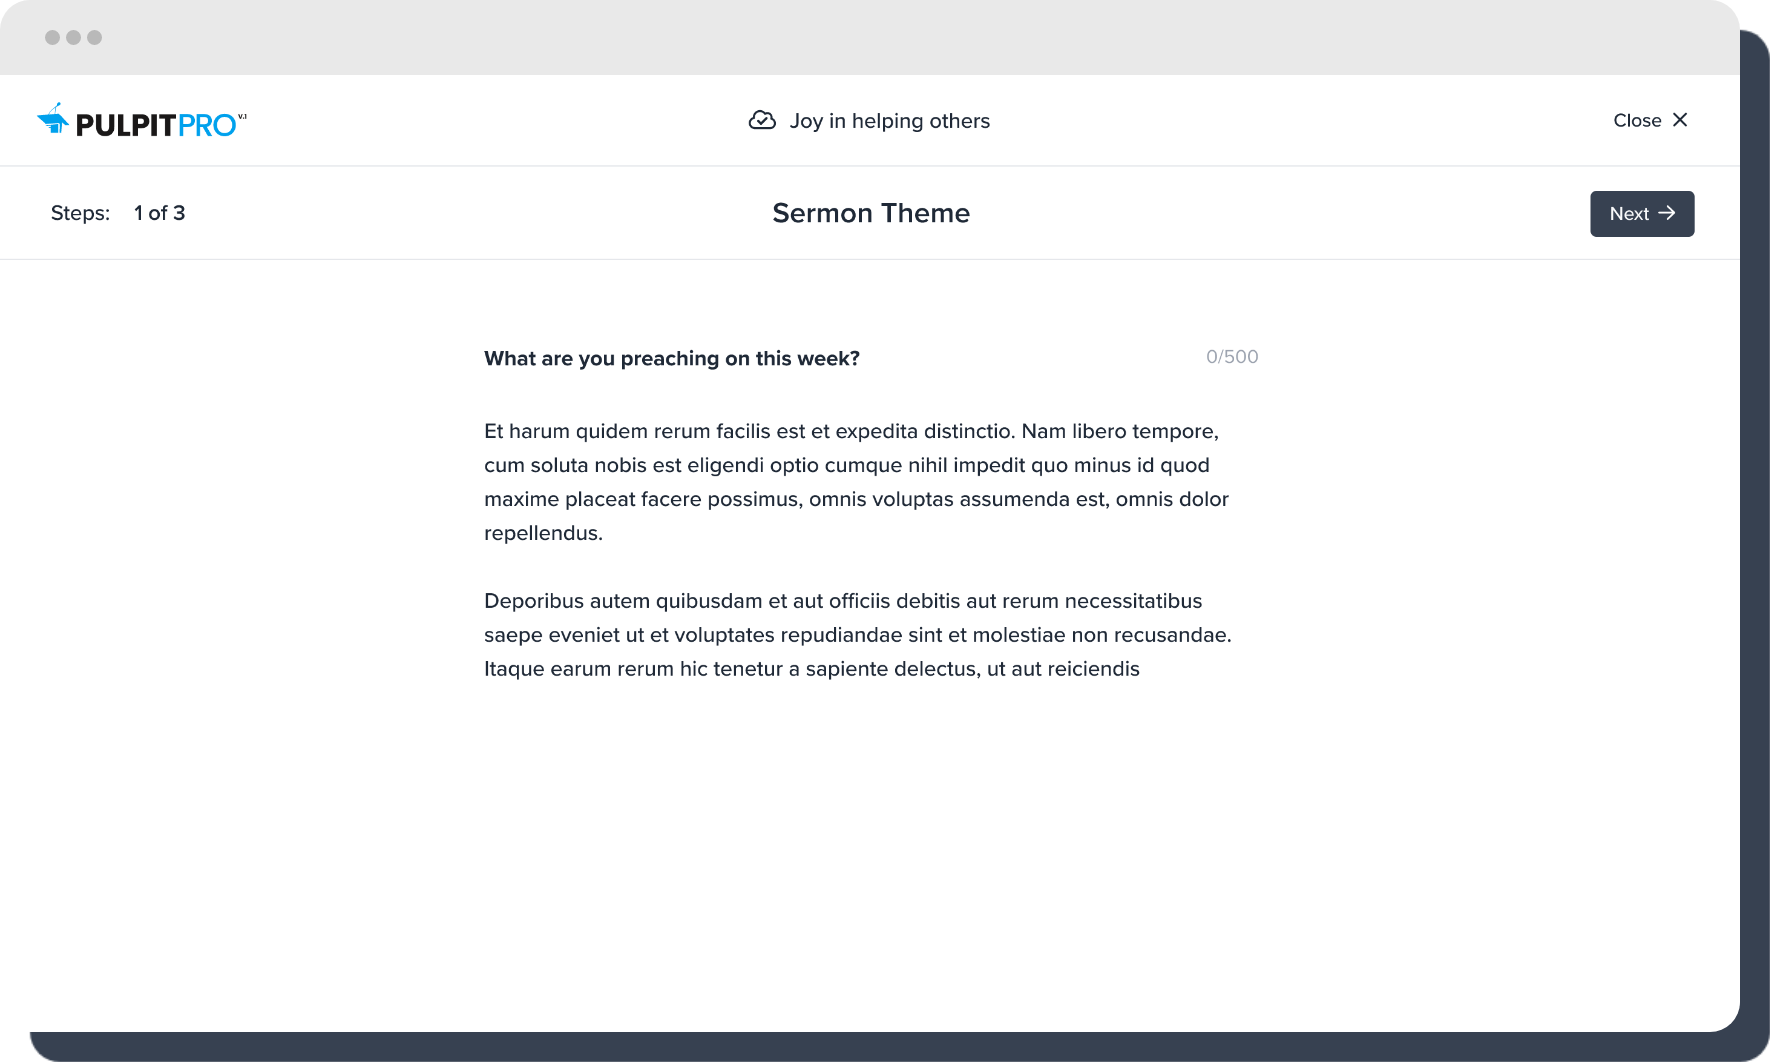 PULPITPRO V.1
Joy in helping others
Close
Steps: 1 of 3
Sermon Theme
Next
What are you preaching on this week?
0/500
Et harum quidem rerum facilis est et expedita distinctio. Nam libero tempore,
cum soluta nobis est eligendi optio cumque nihil impedit quo minus id quod
maxime placeat facere possimus, omnis voluptas assumenda est, omnis dolor
repellendus.
Deporibus autem quibusdam et aut officiis debitis aut rerum necessitatibus
saepe eveniet ut et voluptates repudiandae sint et molestiae non recusandae.
Itaque earum rerum hic tenetur a sapiente delectus, ut aut reiciendis